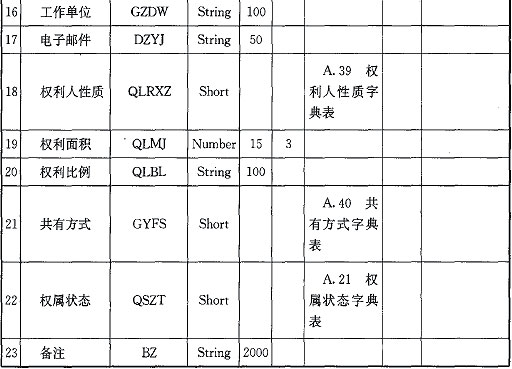 16 工作单位 GZDW String 100
17 电子邮件 DZYJ String 50
18 权利人性质 QLRXZ Short A.39 权
利人性质字
典表
19 权利面积 QLMJ Number 15 3
20 权利比例 QLBL String 100
21 共有方式 GYFS Short A.40 共
有方式字典
表
22 权属状态 QSZT Short A.21 权
属状态字典
表
23 备注 BZ String 2000